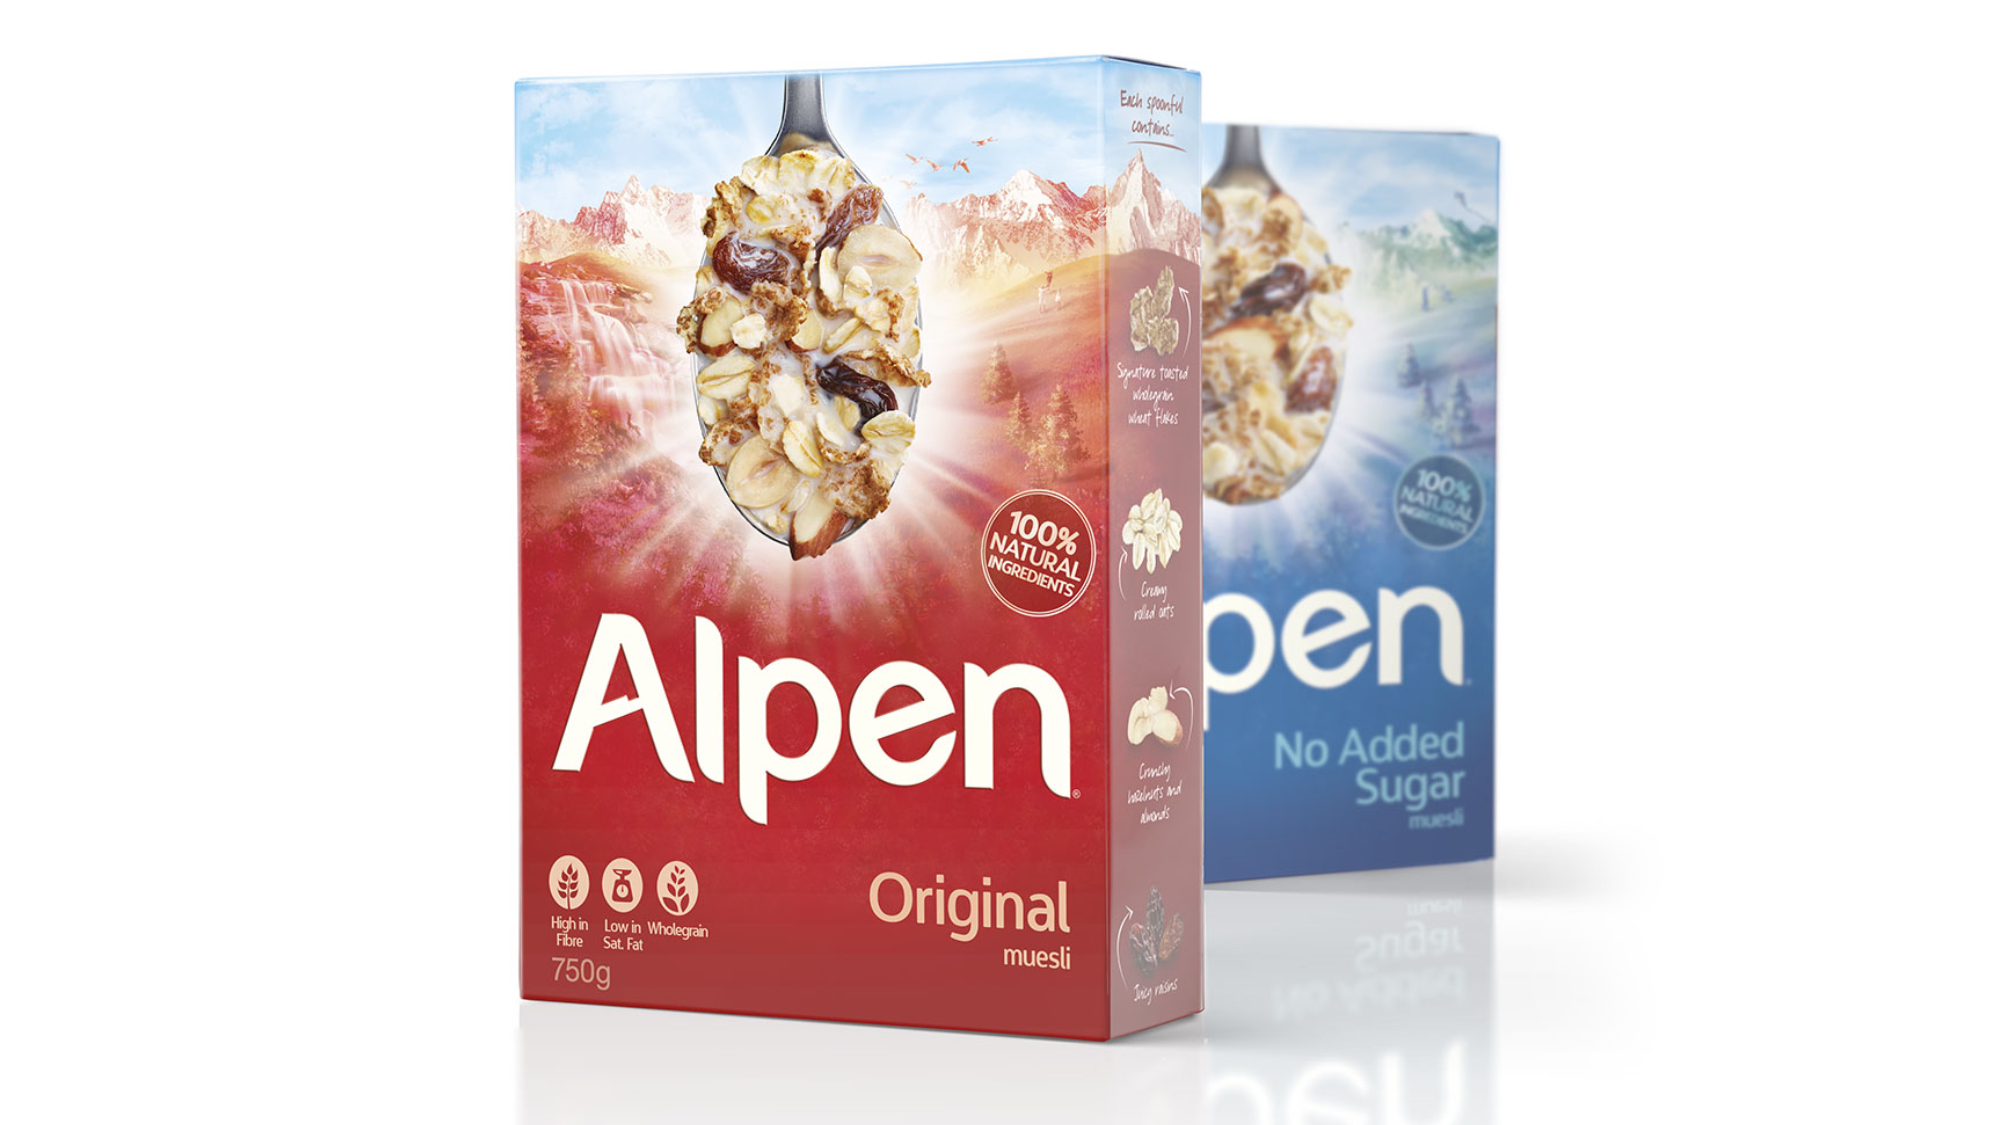 Each spoonful
contains...
Signature toasted
wholegrain
wheat flakes
100%
NATURAL
INGREDIENTS
Creamy
rolled oats
Alpen®
Crunchy
hazelnuts and
almonds
High in
Fibre
Low in
Sat. Fat
Wholegrain
750g
Original
muesli
Juicy raisins
100%
NATURAL
INGREDIENTS
pen
No Added
Sugar
muesli